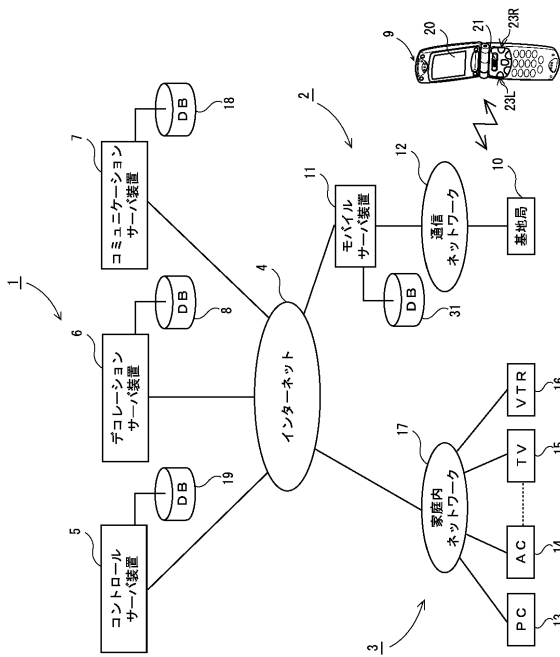 1
5
コントロール
サーバ装置
DB
19
6
デコレーション
サーバ装置
DB
8
7
コミュニケーション
サーバ装置
DB
18
4
インターネット
2
11
モバイル
サーバ装置
DB
31
12
通信
ネットワーク
10
基地局
9
20
21
23R
23L
3
17
家庭内
ネットワーク
PC
13
AC
14
TV
15
VTR
16